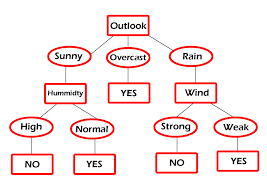 Outlook
Sunny Overcast Rain
Hummidty YES Wind
High Normal Strong Weak
NO YES NO YES